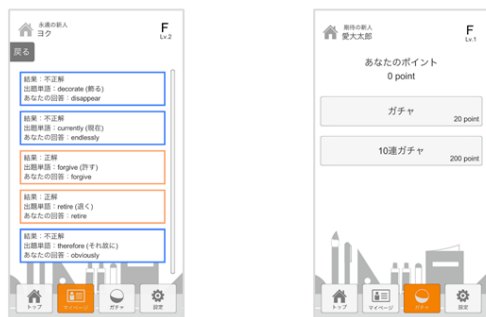 永遠の新人
ヨク
F
Lv.2
戻る
結果：不正解
出題単語：decorate (飾る)
あなたの回答：disappear
結果：不正解
出題単語：currently (現在)
あなたの回答：endlessly
結果：正解
出題単語：forgive (許す)
あなたの回答：forgive
結果：正解
出題単語：retire (退く)
あなたの回答：retire
結果：不正解
出題単語：therefore (それ故に)
あなたの回答：obviously
トップ
マイページ
ガチャ
設定
期待の新人
愛大太郎
F
Lv.1
あなたのポイント
0 point
ガチャ
20 point
10連ガチャ
200 point
トップ
マイページ
ガチャ
設定